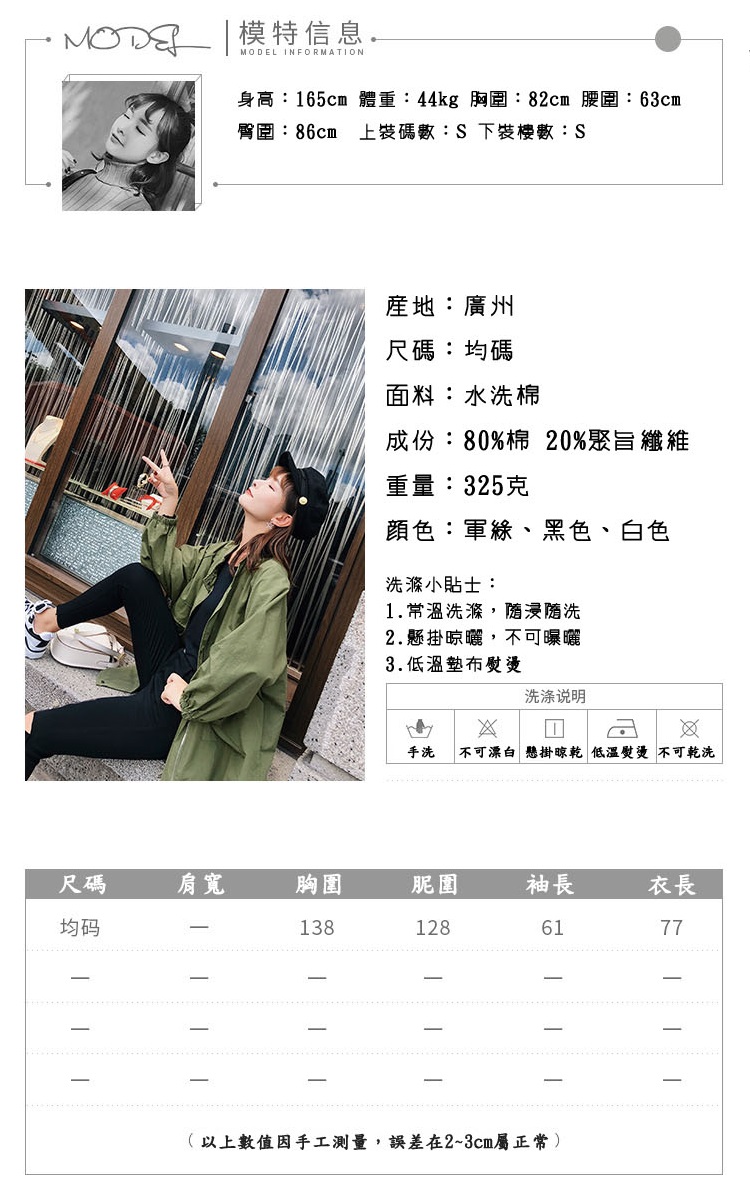 MODEL 模特信息
MODEL INFORMATION
身高：165cm 體重：44kg 胸圍：82cm 腰圍：63cm
臀圍：86cm 上裝碼數：S 下裝樓數：S
産地：廣州
尺碼：均碼
面料：水洗棉
成份：80%棉 20%聚旨纖維
重量：325克
顔色：軍綠、黑色、白色
洗滌小貼士：
1.常溫洗滌，隨浸隨洗
2.懸掛晾曬，不可曝曬
3.低溫墊布熨燙
洗涤说明
手洗 不可漂白 懸掛晾乾 低溫熨燙 不可乾洗
尺碼 肩寬 胸圍 腰圍 袖長 衣長
均码 — 138 128 61 77
— — — — — —
— — — — — —
— — — — — —
（以上數值因手工測量，誤差在2~3cm屬正常）